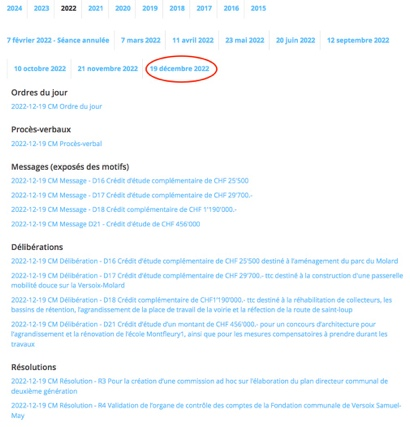 2024 2023 2022 2021 2020 2019 2018 2017 2016 2015
7 février 2022 - Séance annulée 7 mars 2022 11 avril 2022 23 mai 2022 20 juin 2022 12 septembre 2022
10 octobre 2022 21 novembre 2022 19 décembre 2022
Ordres du jour
2022-12-19 CM Ordre du jour
Procès-verbaux
2022-12-19 CM Procès-verbal
Messages (exposés des motifs)
2022-12-19 CM Message - D16 Crédit d'étude complémentaire de CHF 25'500
2022-12-19 CM Message - D17 Crédit d'étude complémentaire de CHF 29'700.-
2022-12-19 CM Message - D18 Crédit complémentaire de CHF 1'190'000.-
2022-12-19 CM Message D21 - Crédit d'étude de CHF 456'000
Délibérations
2022-12-19 CM Délibération - D16 Crédit d'étude complémentaire de CHF 25'500 destiné à l'aménagement du parc du Molard
2022-12-19 CM Délibération - D17 Crédit d'étude complémentaire de CHF 29'700.- ttc destiné à la construction d'une passerelle
mobilité douce sur la Versoix-Molard
2022-12-19 CM Délibération - D18 Crédit complémentaire de CHF1'190'000.- ttc destiné à la réhabilitation de collecteurs, les
bassins de rétention, l'agrandissement de la place de travail de la voirie et la réfection de la route de saint-loup
2022-12-19 CM Délibération - D21 Crédit d'étude d'un montant de CHF 456'000.- pour un concours d'architecture pour
l'agrandissement et la rénovation de l'école Montfleury1, ainsi que pour les mesures compensatoires à prendre durant les
travaux
Résolutions
2022-12-19 CM Résolution - R3 Pour la création d'une commission ad hoc sur l'élaboration du plan directeur communal de
deuxième génération
2022-12-19 CM Résolution - R4 Validation de l'organe de contrôle des comptes de la Fondation communale de Versoix Samuel-
May